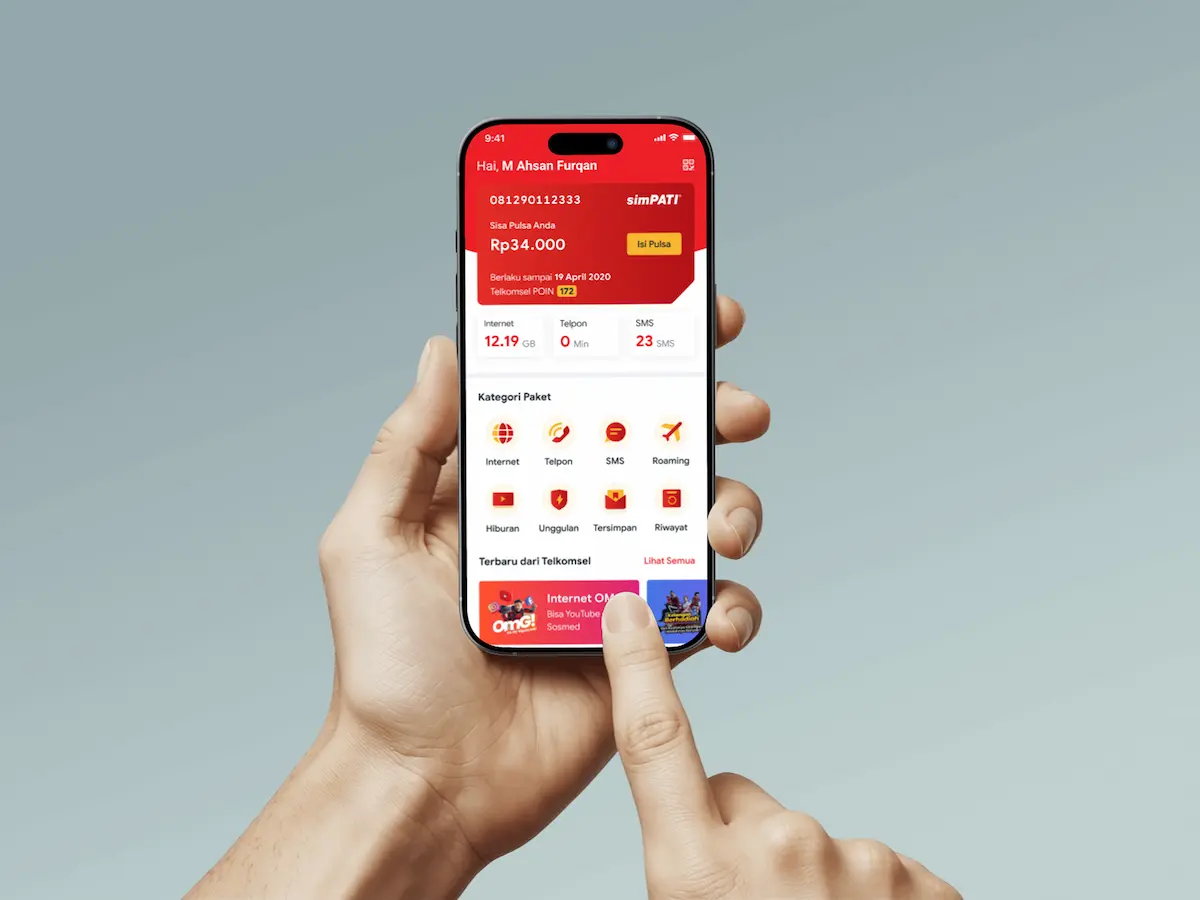 9:41
Hai, M Ahsan Furqan
081290112333
simPATI
Sisa Pulsa Anda
Rp34.000
Isi Pulsa
Berlaku sampai 19 April 2020
Telkomsel POIN 172
Internet
12.19 GB
Telpon
0 Min
SMS
23 SMS
Kategori Paket
Internet
Telpon
SMS
Roaming
Hiburan
Unggulan
Tersimpan
Riwayat
Terbaru dari Telkomsel
Lihat Semua
OMG!
Internet OM
Bisa YouTube
Sosmed
Berhadiah